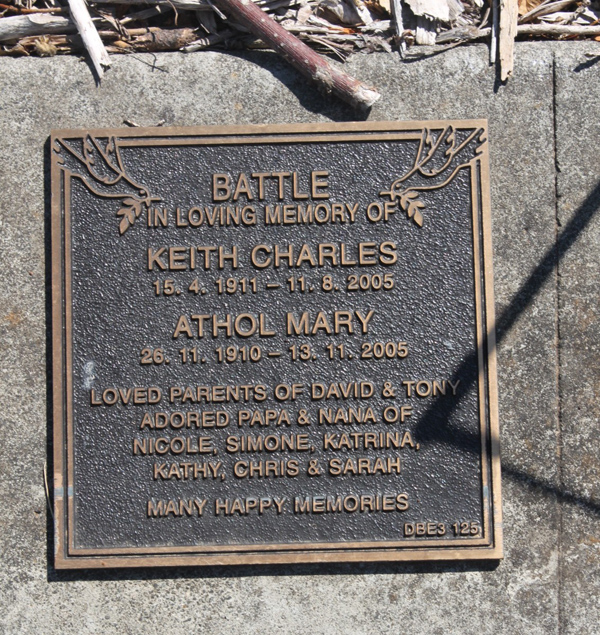 BATTLE
IN LOVING MEMORY OF
KEITH CHARLES
15. 4. 1911 – 11. 8. 2005
ATHOL MARY
26. 11. 1910 – 13. 11. 2005
LOVED PARENTS OF DAVID & TONY
ADORED PAPA & NANA OF
NICOLE, SIMONE, KATRINA,
KATHY, CHRIS & SARAH
MANY HAPPY MEMORIES
DBE3 125